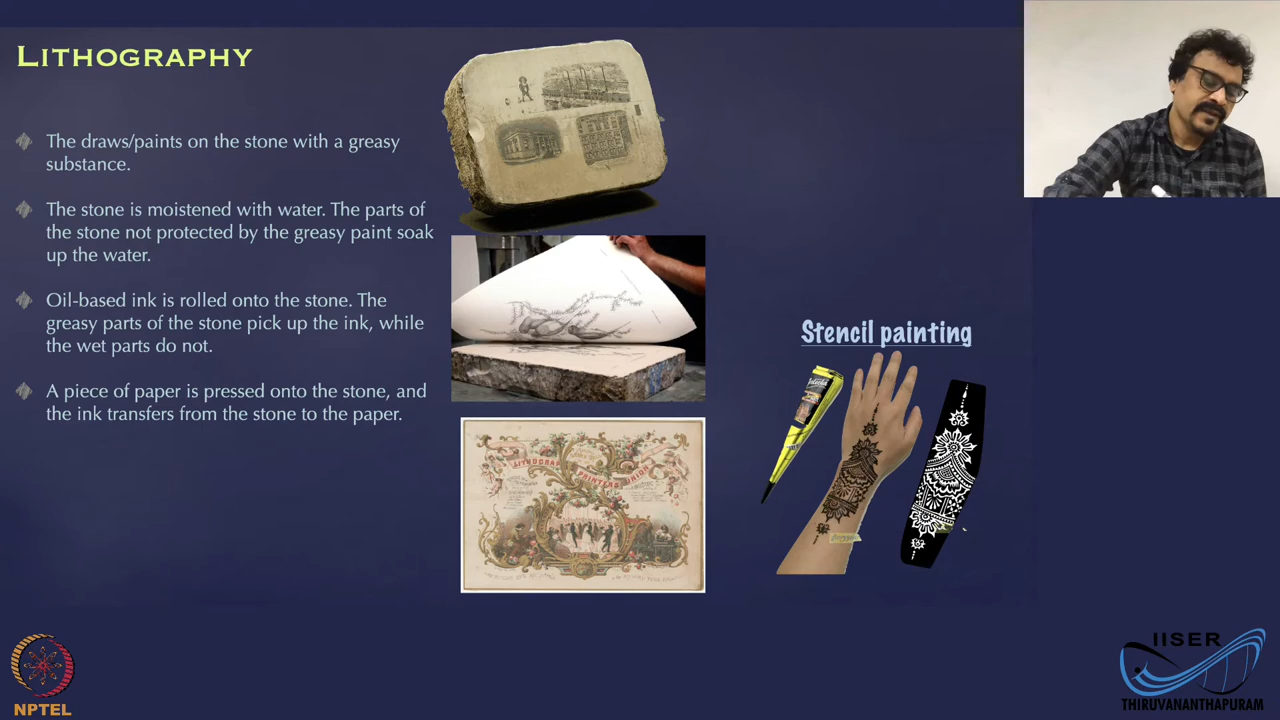 LITHOGRAPHY
The draws/paints on the stone with a greasy
substance.
The stone is moistened with water. The parts of
the stone not protected by the greasy paint soak
up the water.
Oil-based ink is rolled onto the stone. The
greasy parts of the stone pick up the ink, while
the wet parts do not.
A piece of paper is pressed onto the stone, and
the ink transfers from the stone to the paper.
PRINTERS UNION
Stencil painting
NPTEL
IISER
THIRUVANANTHAPURAM